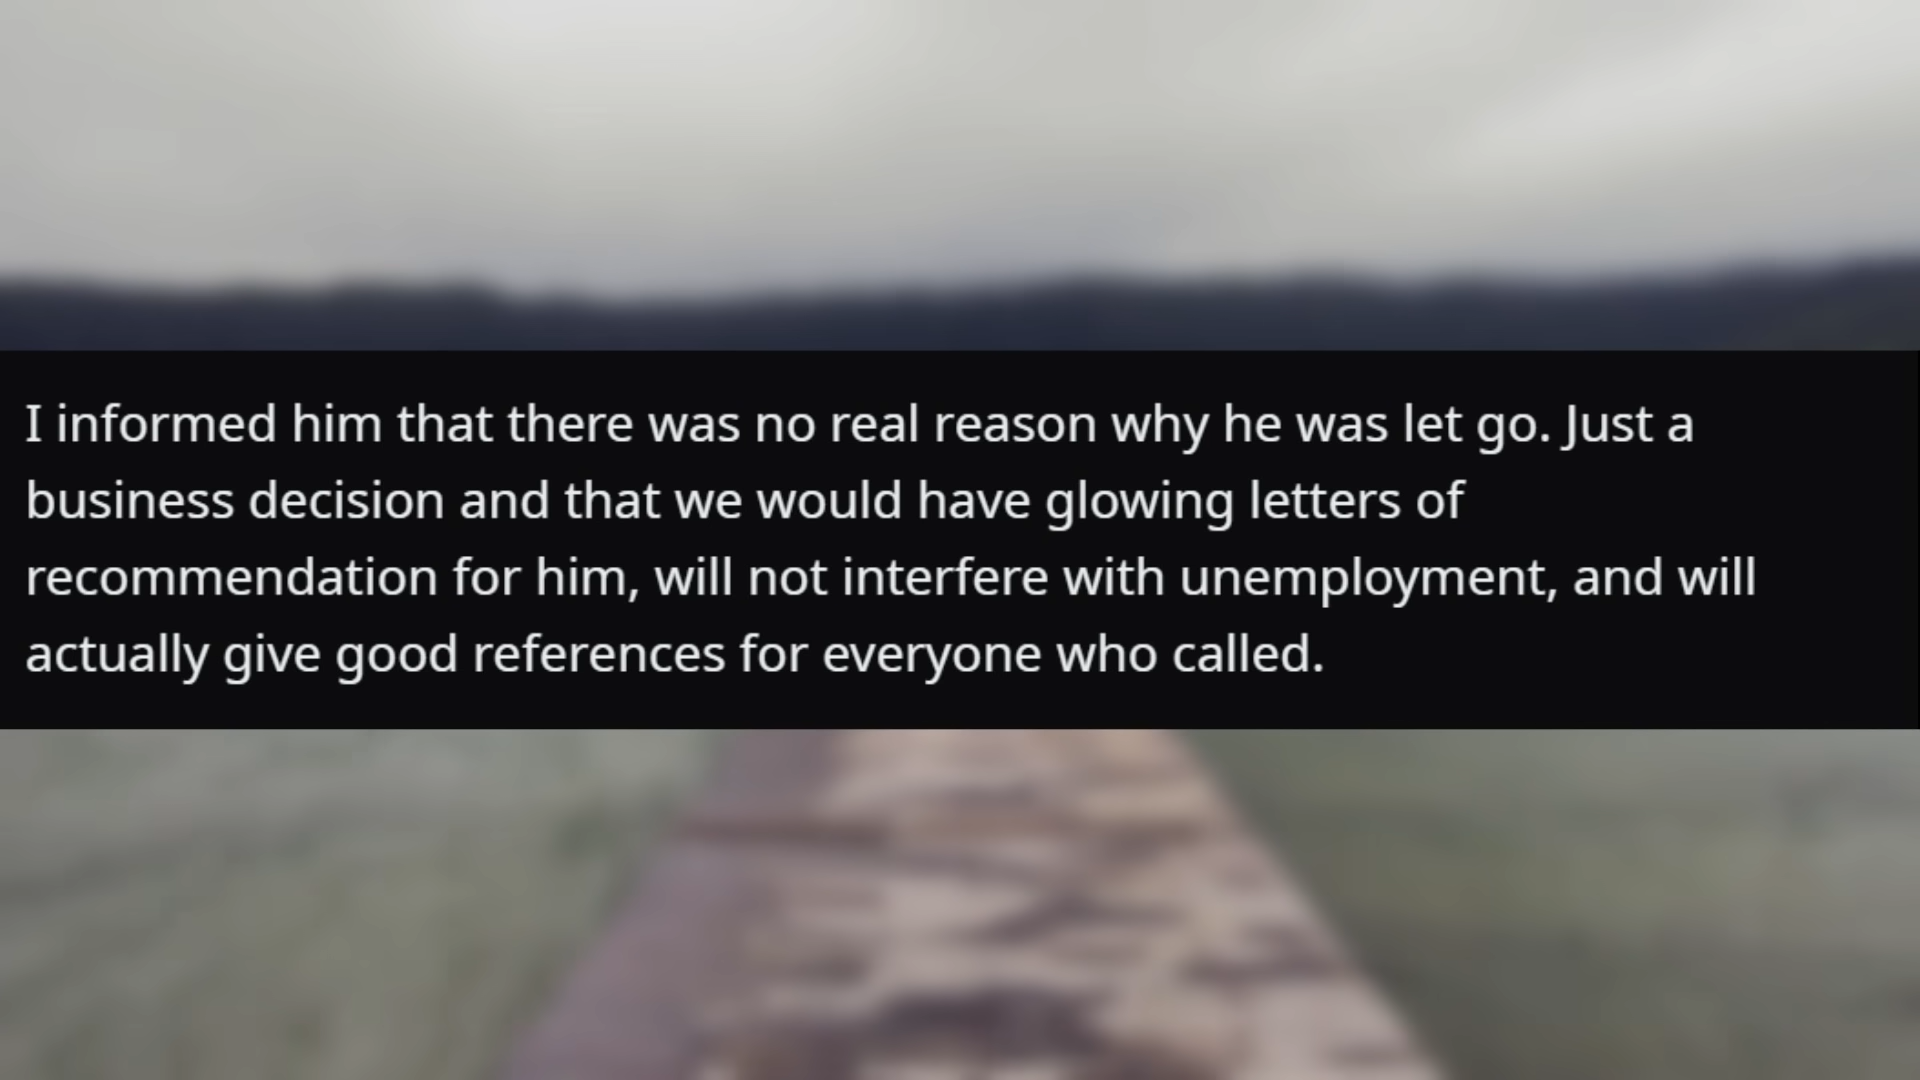 I informed him that there was no real reason why he was let go. Just a
business decision and that we would have glowing letters of
recommendation for him, will not interfere with unemployment, and will
actually give good references for everyone who called.